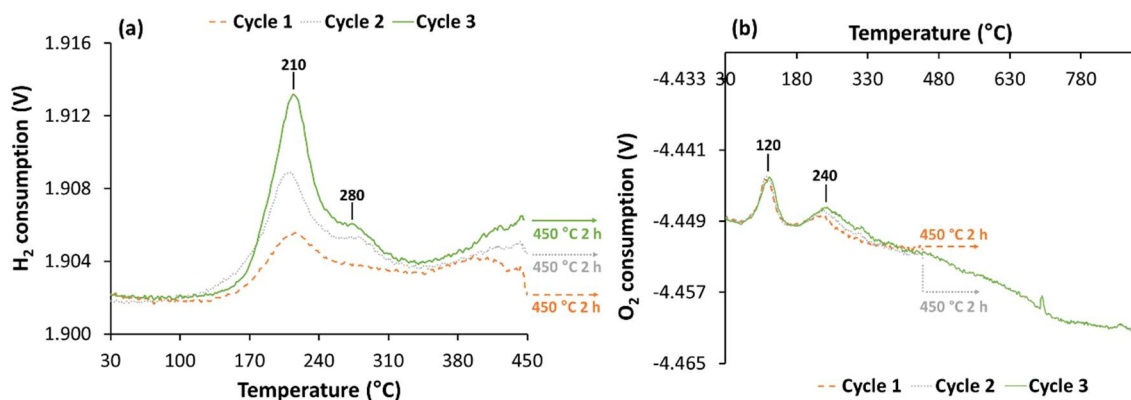 (a) Cycle 1 Cycle 2 Cycle 3
H2 consumption (V)
1.916
1.912
1.908
1.904
1.900
210
280
450 °C 2 h
450 °C 2 h
450 °C 2 h
30 100 170 240 310 380 450
Temperature (°C)
(b)
Temperature (°C)
30 180 330 480 630 780
O2 consumption (V)
-4.433
-4.441
-4.449
-4.457
-4.465
120
240
450 °C 2 h
450 °C 2 h
Cycle 1 Cycle 2 Cycle 3